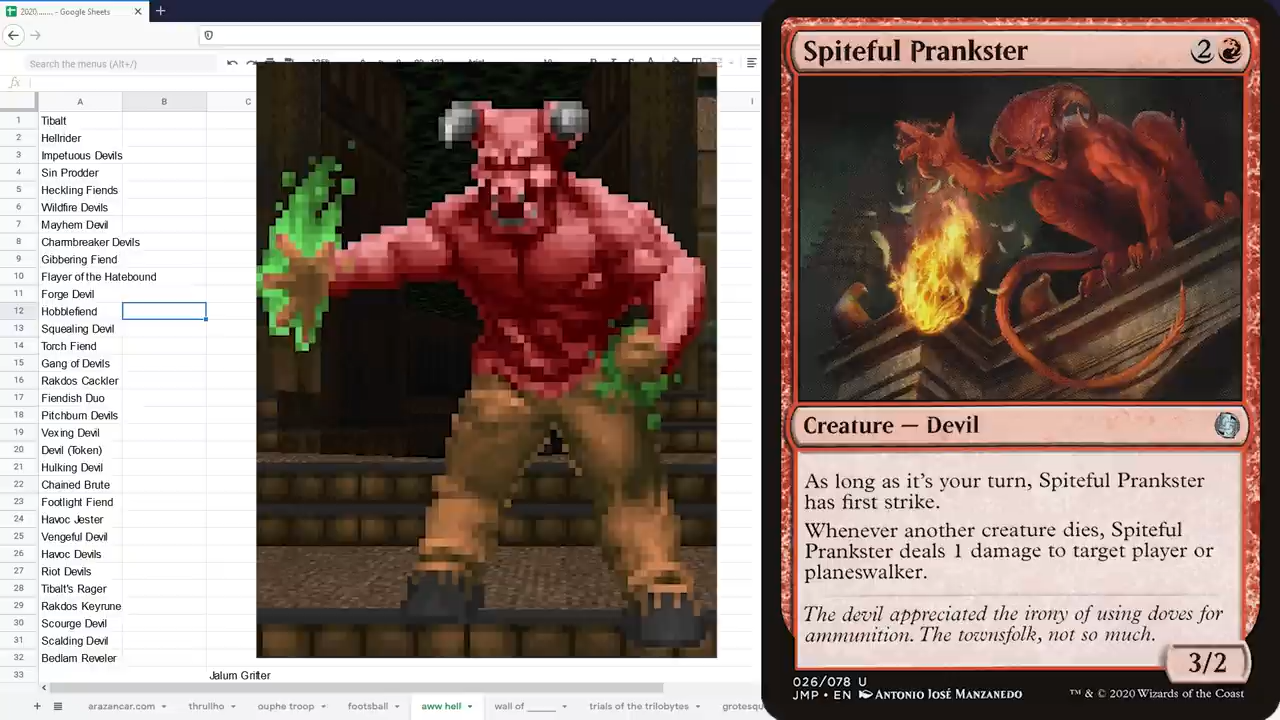 2020........ - Google Sheets
Search the menus (Alt+/)
A B C I
1 Tibalt
2 Hellrider
3 Impetuous Devils
4 Sin Prodder
5 Heckling Fiends
6 Wildfire Devils
7 Mayhem Devil
8 Charmbreaker Devils
9 Gibbering Fiend
10 Flayer of the Hatebound
11 Forge Devil
12 Hobblefiend
13 Squealing Devil
14 Torch Fiend
15 Gang of Devils
16 Rakdos Cackler
17 Fiendish Duo
18 Pitchburn Devils
19 Vexing Devil
20 Devil (Token)
21 Hulking Devil
22 Chained Brute
23 Footlight Fiend
24 Havoc Jester
25 Vengeful Devil
26 Havoc Devils
27 Riot Devils
28 Tibalt's Rager
29 Rakdos Keyrune
30 Scourge Devil
31 Scalding Devil
32 Bedlam Reveler
33 Jalum Grifter
arazancar.com thrullho ouphe troop footsball aww hell wall of _____ trials of the trilobytes grotesqu
Spiteful Prankster 2
Creature — Devil
As long as it's your turn, Spiteful Prankster
has first strike.
Whenever another creature dies, Spiteful
Prankster deals 1 damage to target player or
planeswalker.
The devil appreciated the irony of using doves for
ammunition. The townsfolk, not so much.
3/2
026/078 U
JMP • EN ANTONIO JOSÉ MANZANEDO
™ & © 2020 Wizards of the Coast